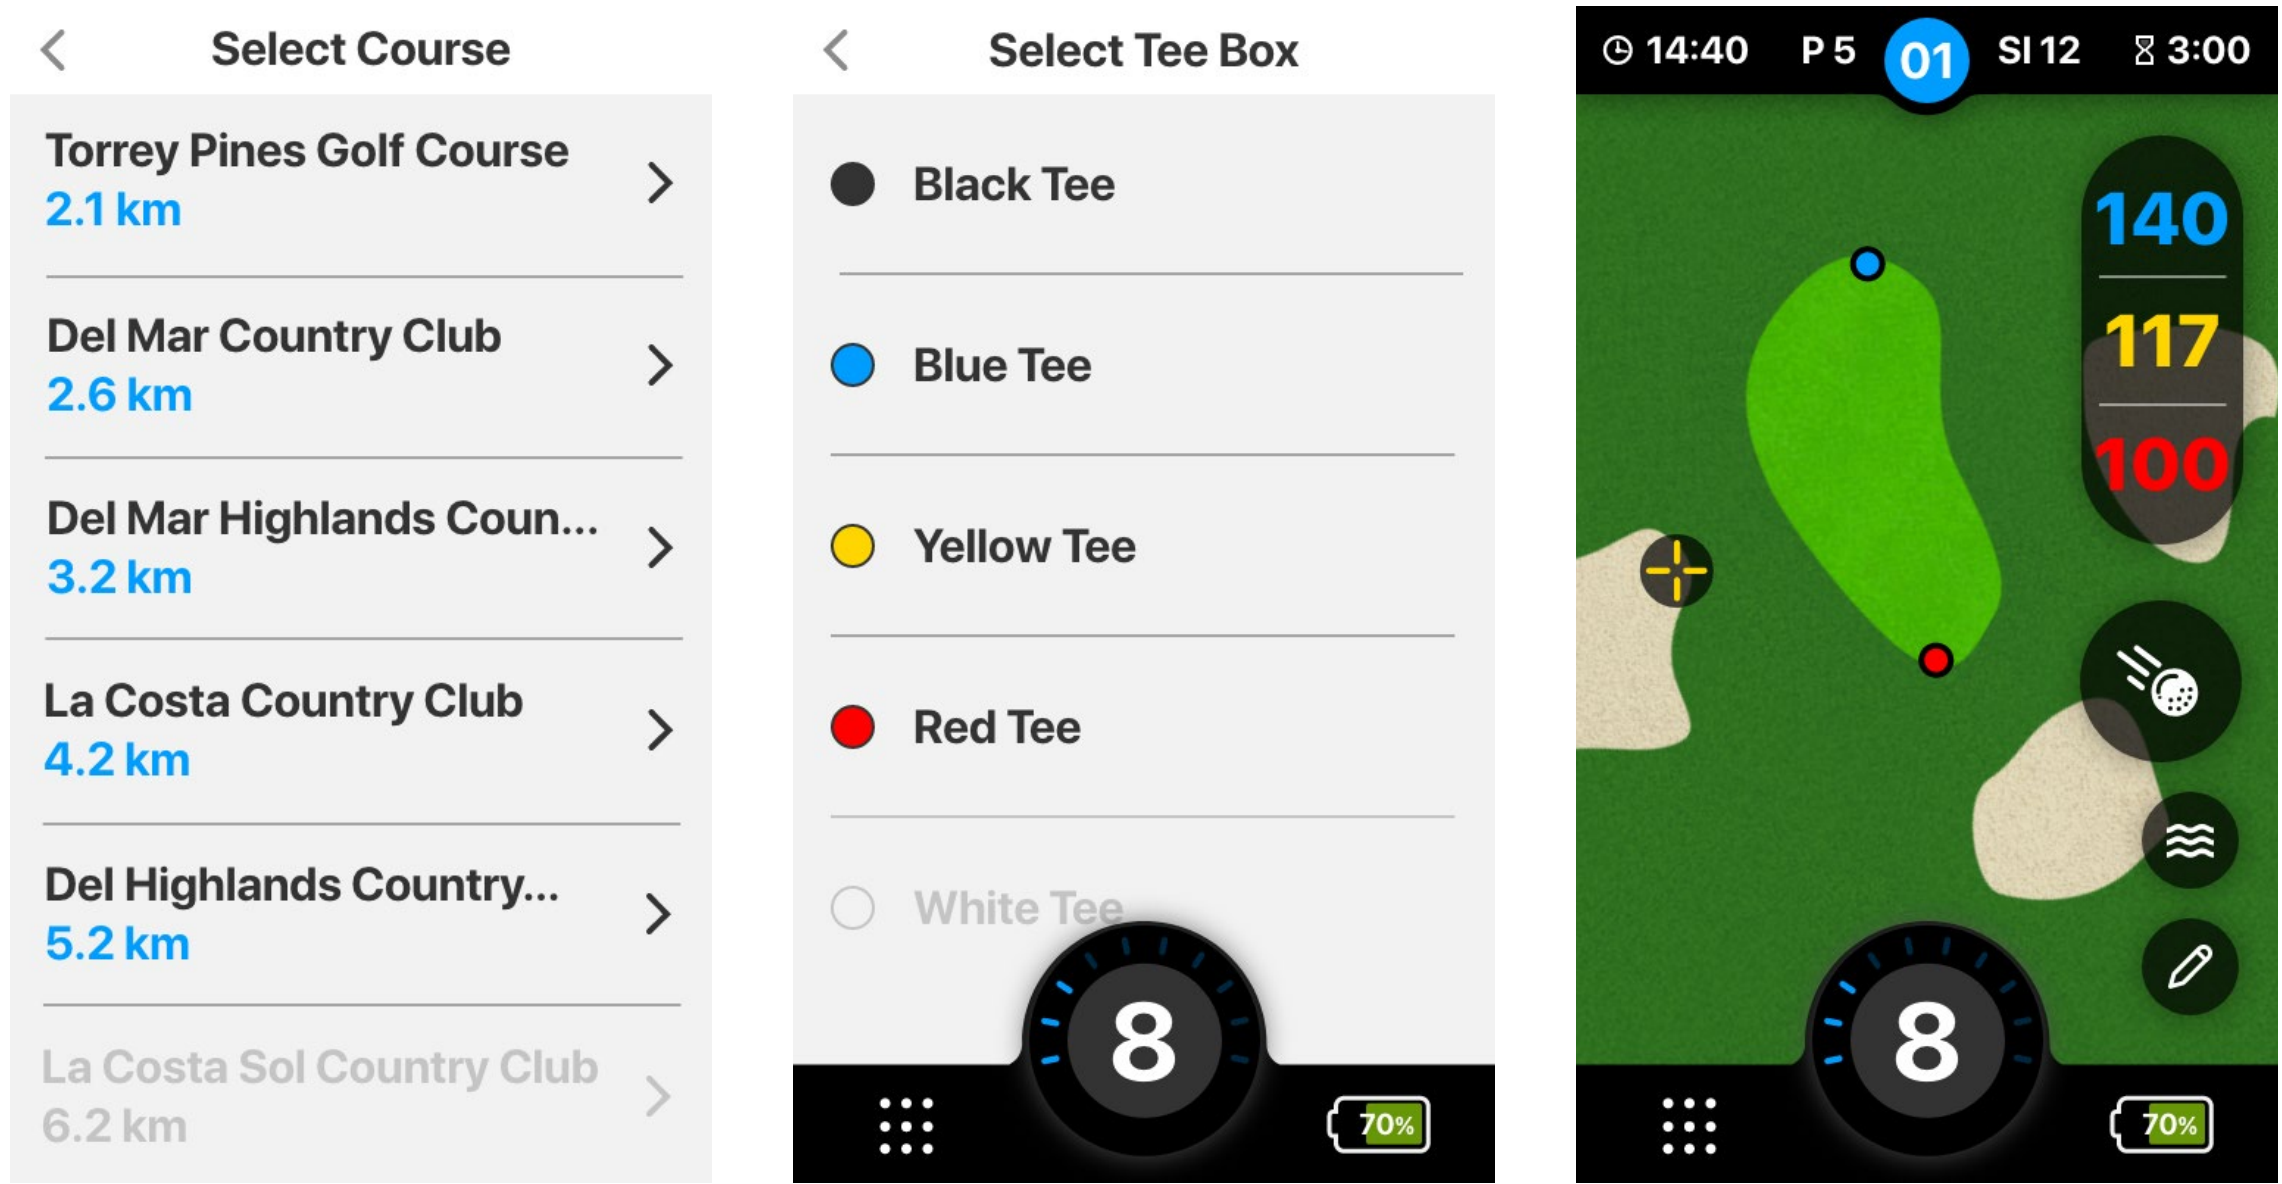 Select Course
Torrey Pines Golf Course
2.1 km
Del Mar Country Club
2.6 km
Del Mar Highlands Coun...
3.2 km
La Costa Country Club
4.2 km
Del Highlands Country...
5.2 km
La Costa Sol Country Club
6.2 km
Select Tee Box
Black Tee
Blue Tee
Yellow Tee
Red Tee
White Tee
8
70%
14:40 P 5 01 SI 12 3:00
140
117
100
8
70%